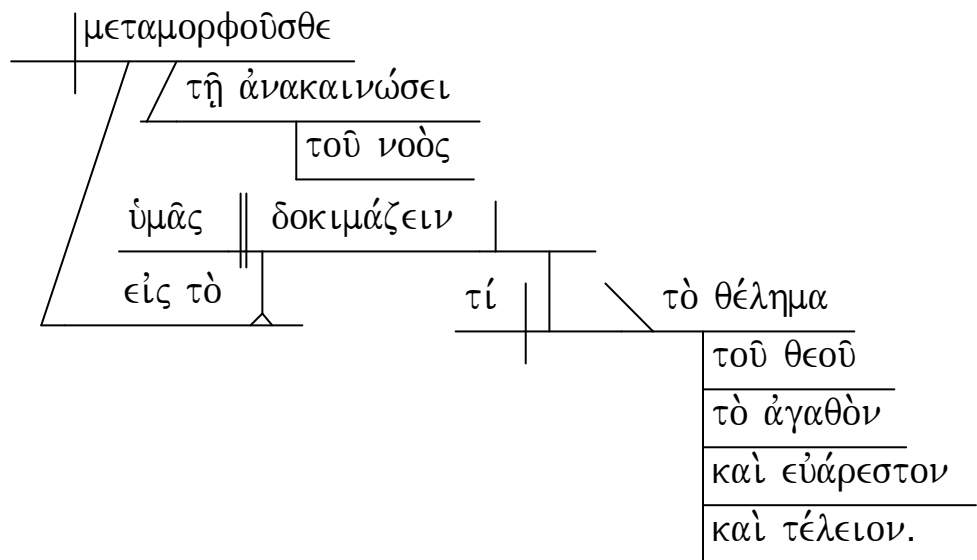 μεταμορφοῦσθε
τῇ ἀνακαινώσει
τοῦ νοὸς
ὑμᾶς δοκιμάζειν
εἰς τὸ
τί τὸ θέλημα
τοῦ θεοῦ
τὸ ἀγαθὸν
καὶ εὐάρεστον
καὶ τέλειον.